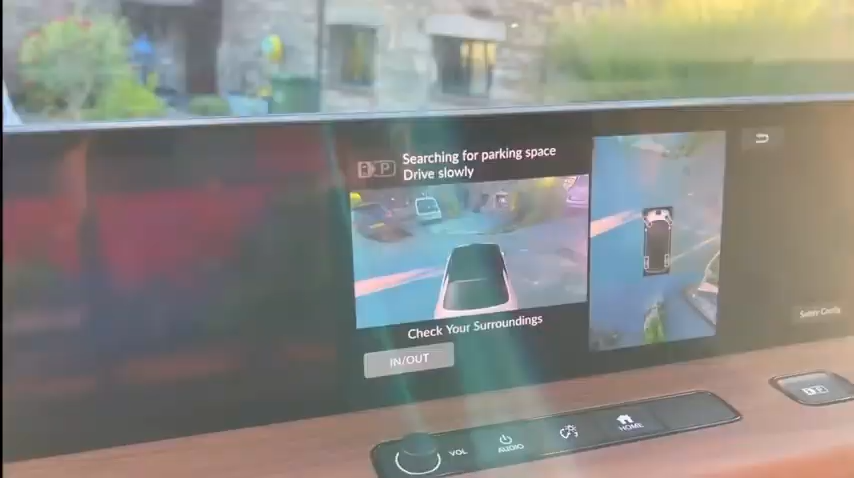 P
Searching for parking space
Drive slowly
Check Your Surroundings
IN/OUT
VOL
AUDIO
HOME
P